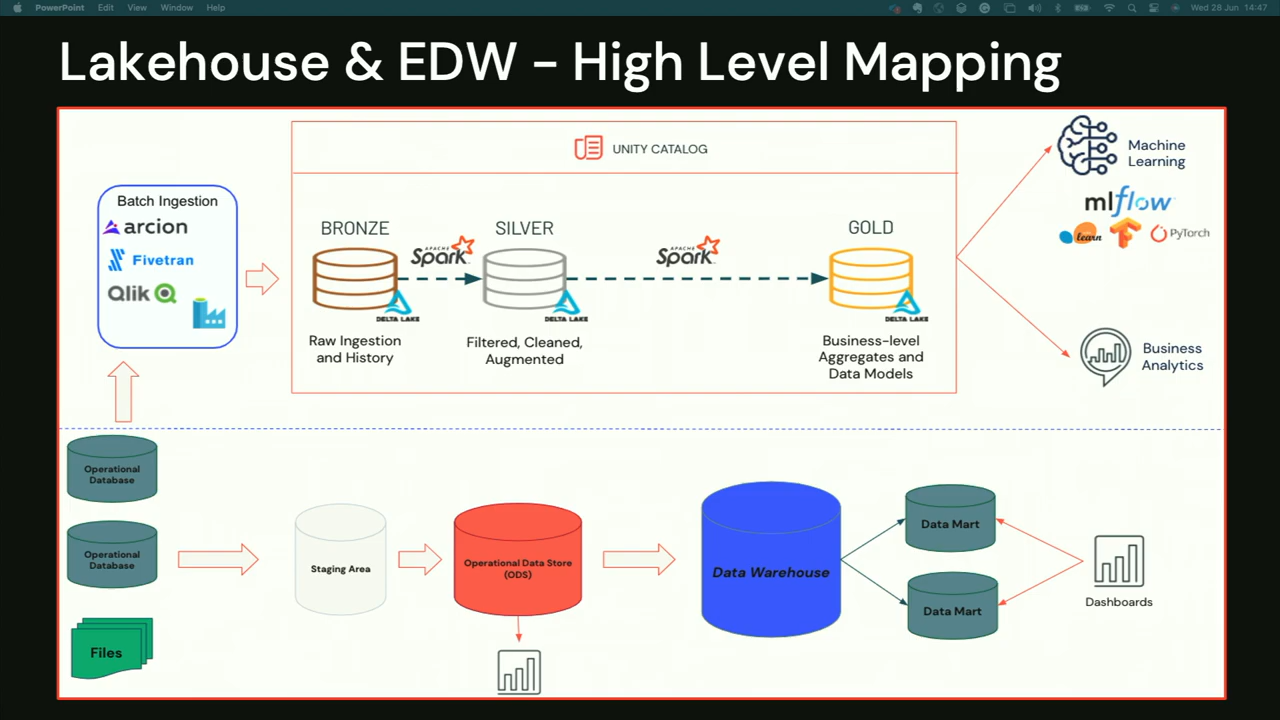 PowerPoint Edit View Window Help
Wed 28 Jun 14:47
Lakehouse & EDW - High Level Mapping
UNITY CATALOG
Batch Ingestion
arcion
Fivetran
Qlik
BRONZE
SILVER
GOLD
APACHE
Spark
APACHE
Spark
DELTA LAKE
DELTA LAKE
DELTA LAKE
Raw Ingestion
and History
Filtered, Cleaned,
Augmented
Business-level
Aggregates and
Data Models
Machine
Learning
mlflow
learn
PyTorch
Business
Analytics
Operational
Database
Operational
Database
Files
Staging Area
Operational Data Store
(ODS)
Data Warehouse
Data Mart
Data Mart
Dashboards